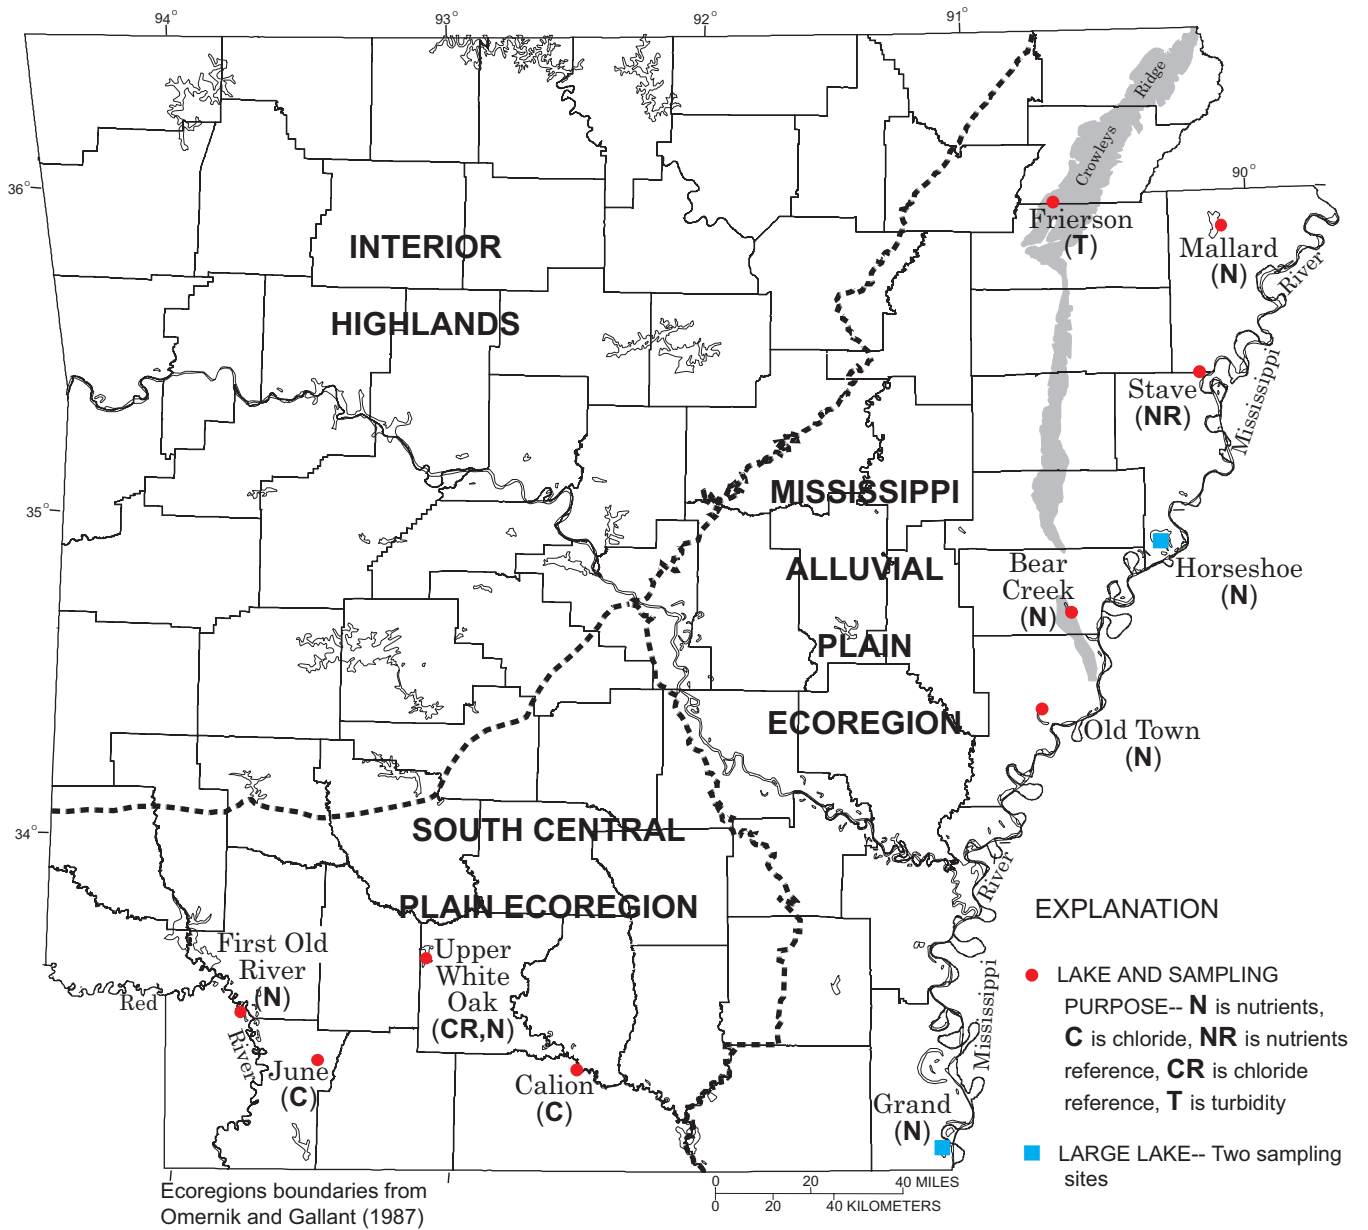 94°
93°
92°
91°
36°
90°
35°
34°
Crowleys
Ridge
Frierson
(T)
Mallard
(N)
River
Mississippi
INTERIOR
HIGHLANDS
Stave
(NR)
MISSISSIPPI
ALLUVIAL
PLAIN
ECOREGION
Bear
Creek
(N)
Horseshoe
(N)
Old Town
(N)
SOUTH CENTRAL
PLAIN ECOREGION
River
Mississippi
First Old
River
(N)
Red
River
June
(C)
Upper
White
Oak
(CR,N)
Calion
(C)
Grand
(N)
EXPLANATION
LAKE AND SAMPLING
PURPOSE-- N is nutrients,
C is chloride, NR is nutrients
reference, CR is chloride
reference, T is turbidity
LARGE LAKE-- Two sampling
sites
Ecoregions boundaries from
Omernik and Gallant (1987)
0 20 40 MILES
0 20 40 KILOMETERS